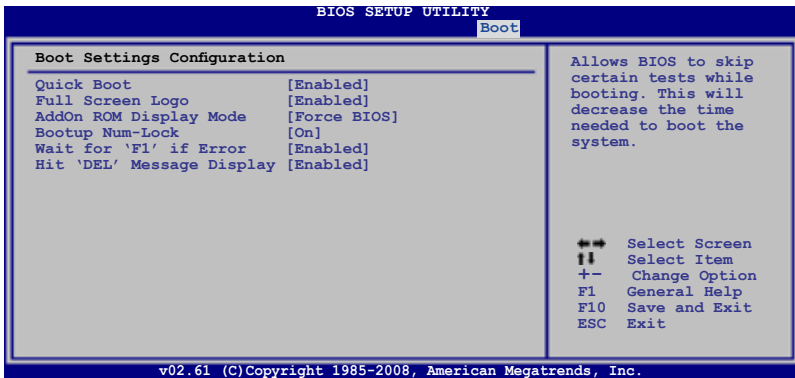 BIOS SETUP UTILITY
Boot
Boot Settings Configuration
Quick Boot [Enabled]
Full Screen Logo [Enabled]
AddOn ROM Display Mode [Force BIOS]
Bootup Num-Lock [On]
Wait for ‘F1’ if Error [Enabled]
Hit ‘DEL’ Message Display [Enabled]
Allows BIOS to skip
certain tests while
booting. This will
decrease the time
needed to boot the
system.
←→ Select Screen
↑↓ Select Item
+- Change Option
F1 General Help
F10 Save and Exit
ESC Exit
v02.61 (C)Copyright 1985-2008, American Megatrends, Inc.